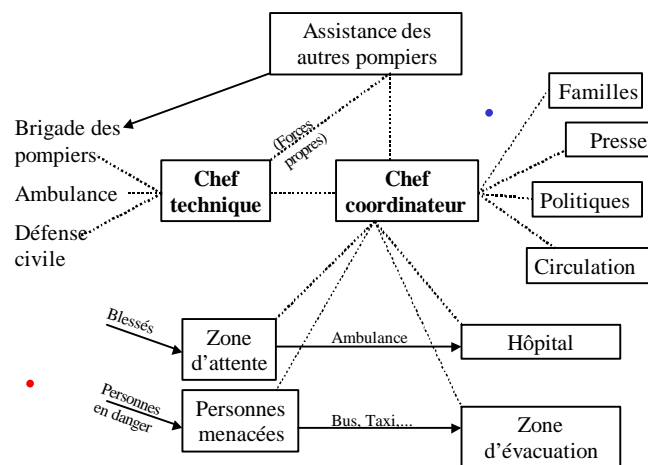 Assistance des
autres pompiers
Familles
Presse
Politiques
Circulation
Brigade des
pompiers
Ambulance
Défense
civile
(Forces
propres)
Chef
technique
Chef
coordinateur
Blessés
Zone
d'attente
Ambulance
Hôpital
Personnes
en danger
Personnes
menacées
Bus, Taxi,...
Zone
d'évacuation